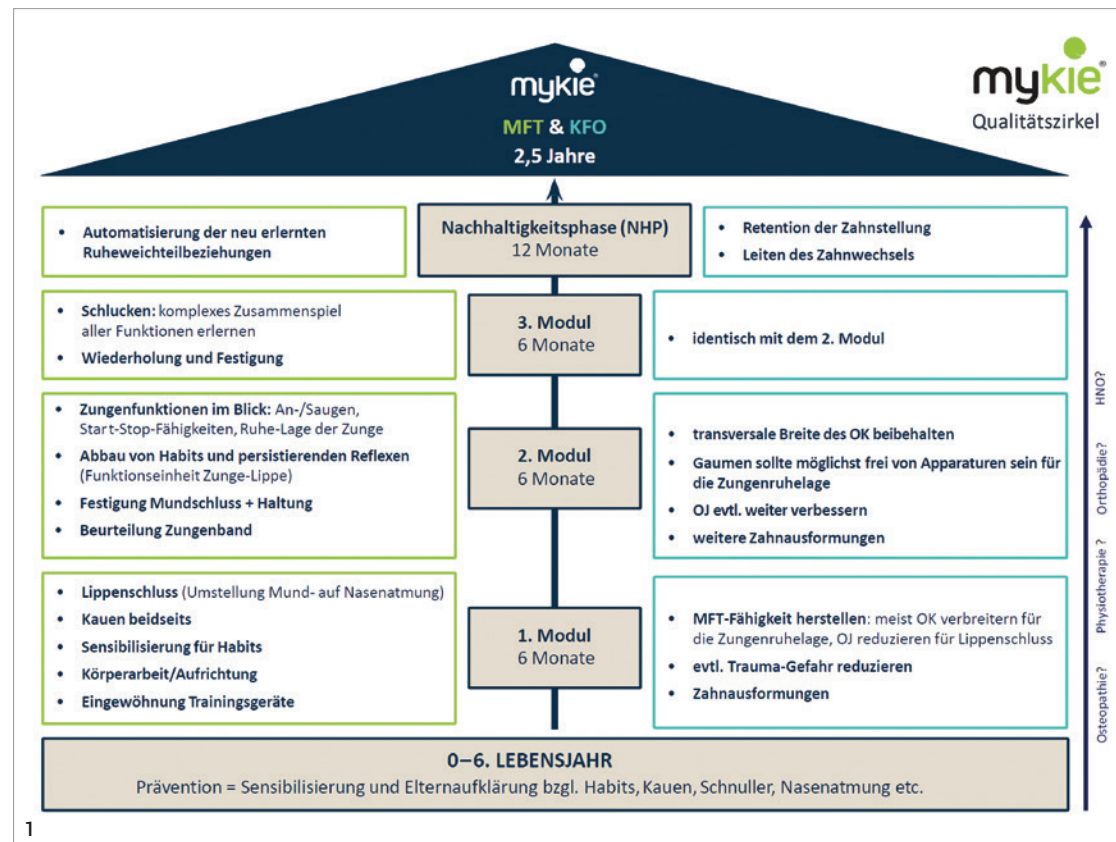 mykie®
MFT & KFO
2,5 Jahre
mykie®
Qualitätszirkel
• Automatisierung der neu erlernten
Ruheweichteilbeziehungen
Nachhaltigkeitsphase (NHP)
12 Monate
• Retention der Zahnstellung
• Leiten des Zahnwechsels
• Schlucken: komplexes Zusammenspiel
aller Funktionen erlernen
• Wiederholung und Festigung
3. Modul
6 Monate
• identisch mit dem 2. Modul
• Zungenfunktionen im Blick: An-/Saugen,
Start-Stop-Fähigkeiten, Ruhe-Lage der Zunge
• Abbau von Habits und persistierenden Reflexen
(Funktionseinheit Zunge-Lippe)
• Festigung Mundschluss + Haltung
• Beurteilung Zungenband
2. Modul
6 Monate
• transversale Breite des OK beibehalten
• Gaumen sollte möglichst frei von Apparaturen sein für
die Zungenruhelage
• OJ evtl. weiter verbessern
• weitere Zahnausformungen
• Lippenschluss (Umstellung Mund- auf Nasenatmung)
• Kauen beidseits
• Sensibilisierung für Habits
• Körperarbeit/Aufrichtung
• Eingewöhnung Trainingsgeräte
1. Modul
6 Monate
• MFT-Fähigkeit herstellen: meist OK verbreitern für
die Zungenruhelage, OJ reduzieren für Lippenschluss
• evtl. Trauma-Gefahr reduzieren
• Zahnausformungen
Osteopathie? Physiotherapie ? Orthopädie? HNO?
0–6. LEBENSJAHR
Prävention = Sensibilisierung und Elternaufklärung bzgl. Habits, Kauen, Schnuller, Nasenatmung etc.
1